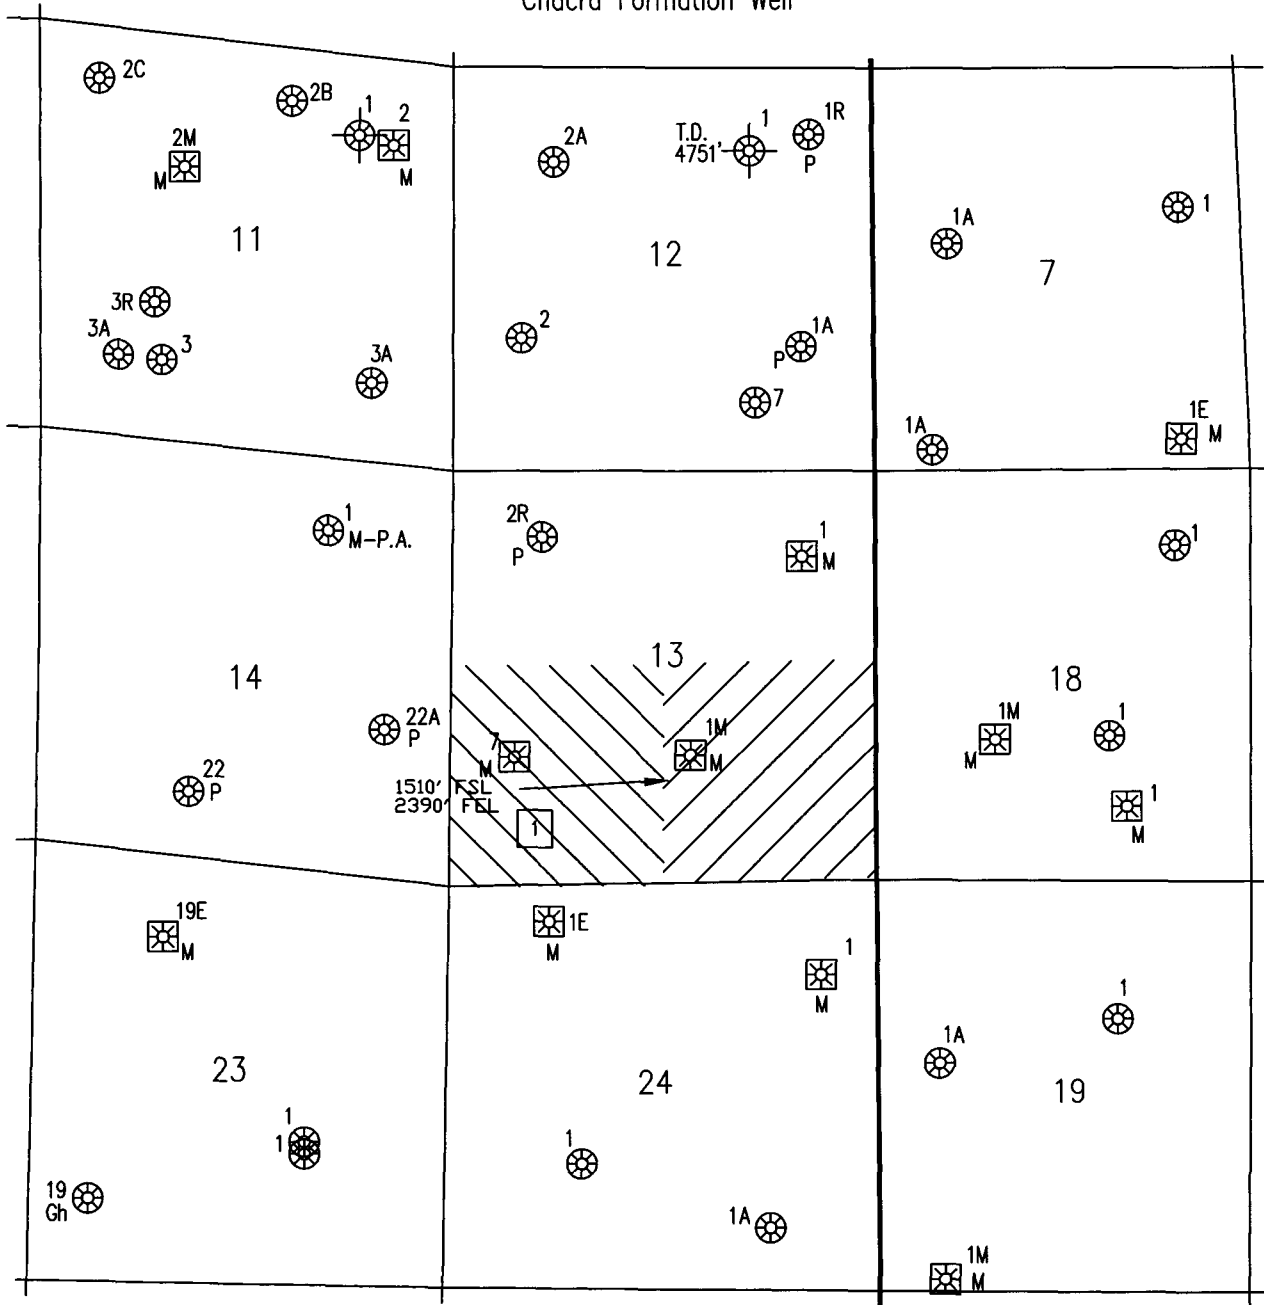 Chacra Formation Well
2C
2B
1
2
2M
M
M
11
3R
3A
3
3A
2A
T.D.
4751'
1
1R
P
12
2
1A
P
7
1A
1
7
1A
1E
M
1
M-P.A.
14
22A
P
22
P
2R
P
1
M
13
7
M
1M
M
1510' FSL
2390' FEL
1
1
18
1M
M
1
1
M
19E
M
23
1
1
19
Gh
1E
M
1
M
24
1
1A
1
1A
19
1M
M